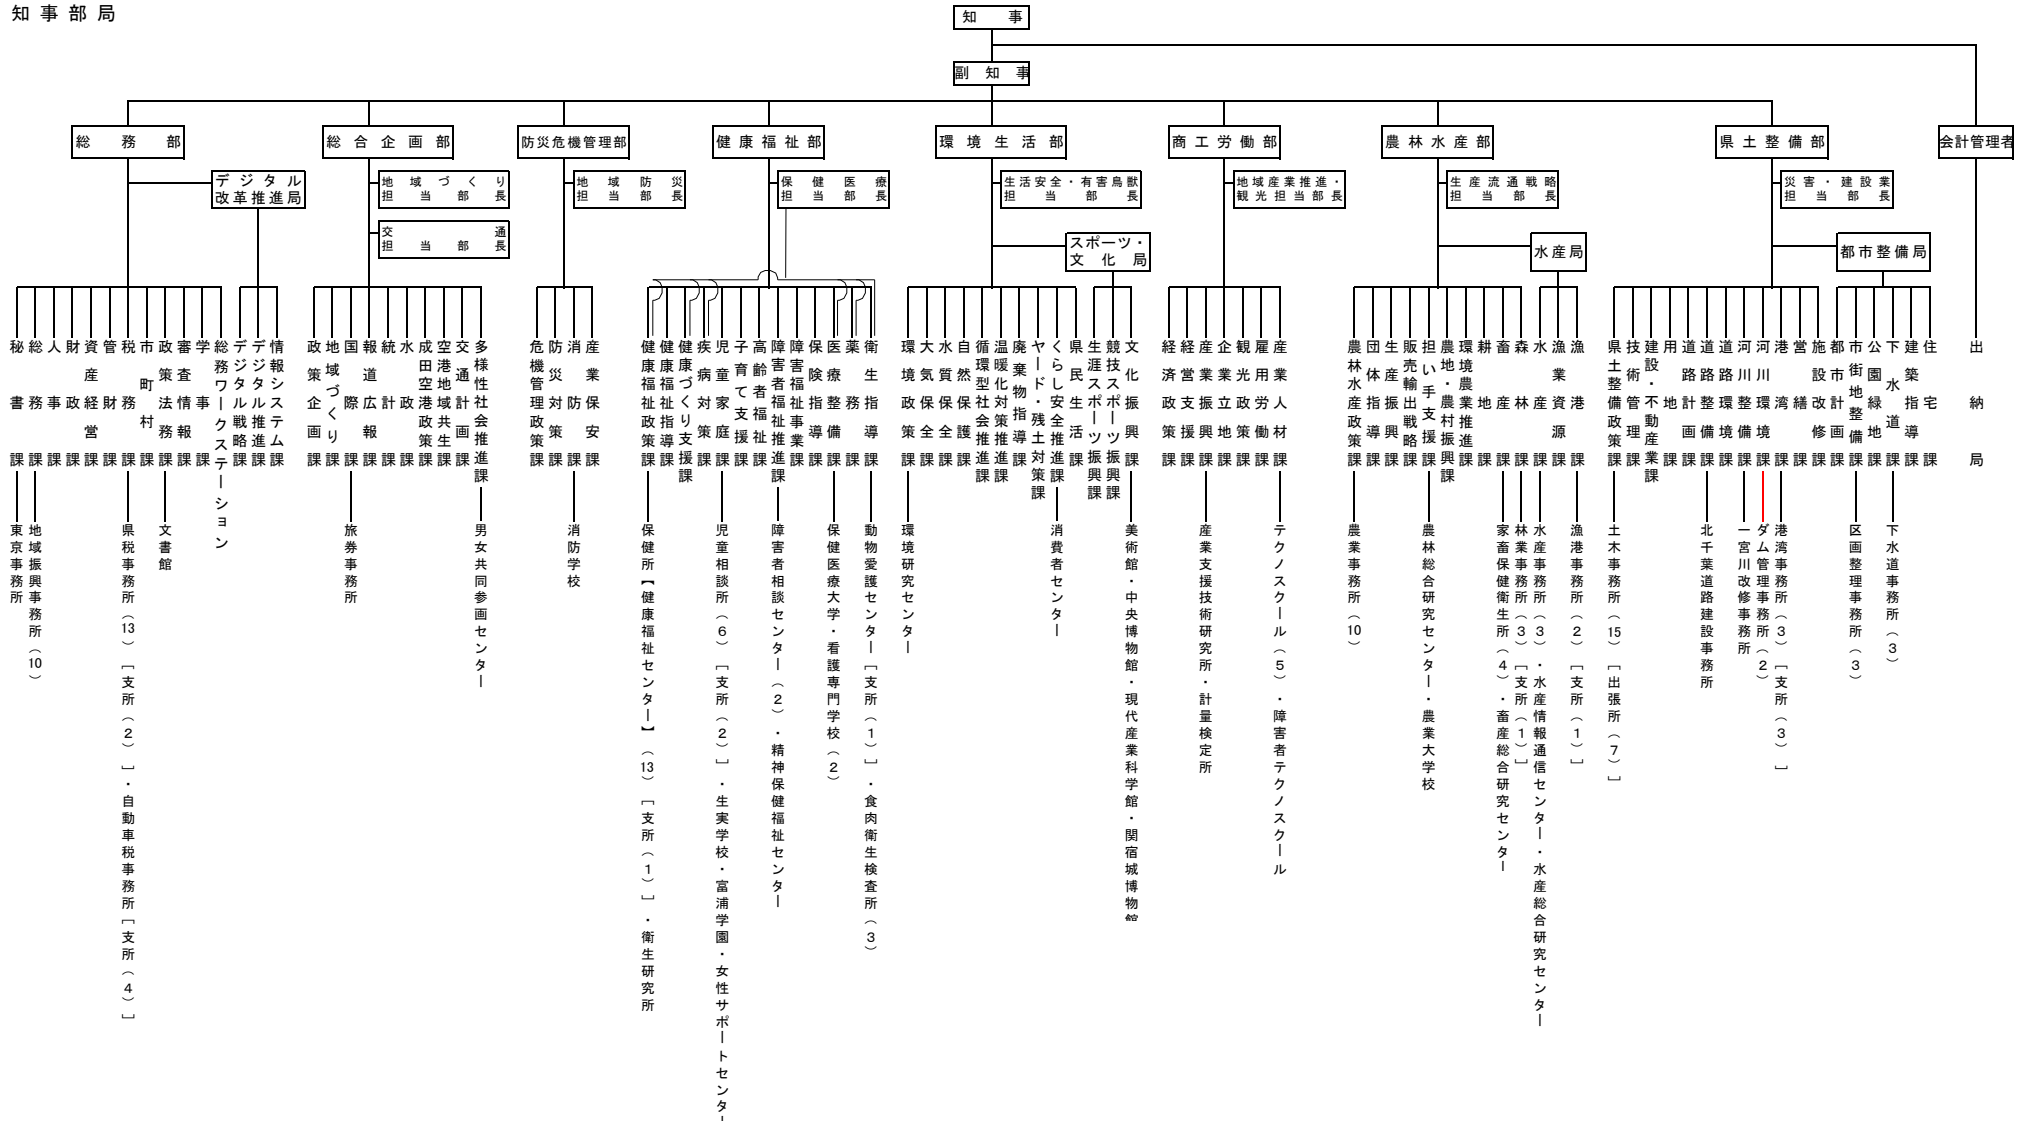 知事部局
知事
副知事
総務部
総合企画部
防災危機管理部
健康福祉部
環境生活部
商工労働部
農林水産部
県土整備部
会計管理者
デジタル
改革推進局
地域づくり
担当部長
交通
担当部長
地域防災
担当部長
保健医療
担当部長
生活安全・有害鳥獣
担当部長
スポーツ・
文化局
地域産業推進・
観光担当部長
生産流通戦略
担当部長
水産局
災害・建設業
担当部長
都市整備局
秘書課
総務課
人事課
財政課
資産経営課
管財課
税務課
市町村課
政策法務課
審査情報課
学事課
総務ワークステーション
デジタル戦略課
デジタル推進課
情報システム課
政策企画課
地域づくり課
国際課
報道広報課
統計課
水政課
成田空港政策課
空港地域共生課
交通計画課
多様性社会推進課
危機管理政策課
防災対策課
消防課
産業保安課
健康福祉政策課
健康福祉指導課
健康づくり支援課
疾病対策課
児童家庭課
子育て支援課
高齢者福祉課
障害者福祉推進課
障害福祉事業課
保険指導課
医療整備課
薬務課
衛生指導課
環境政策課
大気保全課
水質保全課
自然保護課
循環型社会推進課
温暖化対策推進課
廃棄物指導課
ヤード・残土対策課
くらし安全推進課
県民生活課
生涯スポーツ振興課
競技スポーツ振興課
文化振興課
経済政策課
経営支援課
産業振興課
企業立地課
観光政策課
雇用労働課
産業人材課
農林水産政策課
団体指導課
生産振興課
販売輸出戦略課
担い手支援課
農地・農村振興課
環境農業推進課
耕地課
畜産課
森林課
水産課
漁業資源課
漁港課
県土整備政策課
技術管理課
建設・不動産業課
用地課
道路計画課
道路整備課
道路環境課
河川整備課
河川環境課
港湾課
営繕課
施設改修課
都市計画課
市街地整備課
公園緑地課
下水道課
建築指導課
住宅課
出納局
東京事務所
地域振興事務所（10）
県税事務所（13）［支所（２）］・自動車税事務所［支所（４）］
文書館
旅券事務所
男女共同参画センター
消防学校
保健所【健康福祉センター】（13）［支所（１）］・衛生研究所
児童相談所（６）［支所（２）］・生実学校・富浦学園・女性サポートセンター
障害者相談センター（２）・精神保健福祉センター
保健医療大学・看護専門学校（２）
動物愛護センター［支所（１）］・食肉衛生検査所（３）
環境研究センター
消費者センター
美術館・中央博物館・現代産業科学館・関宿城博物館
産業支援技術研究所・計量検定所
テクノスクール（５）・障害者テクノスクール
農業事務所（10）
農林総合研究センター・農業大学校
家畜保健衛生所（４）・畜産総合研究センター
林業事務所（３）［支所（１）］
水産事務所（３）・水産情報通信センター・水産総合研究センター
漁港事務所（２）［支所（１）］
土木事務所（15）［出張所（７）］
北千葉道路建設事務所
一宮川改修事務所
ダム管理事務所（２）
港湾事務所（３）［支所（３）］
区画整理事務所（３）
下水道事務所（３）